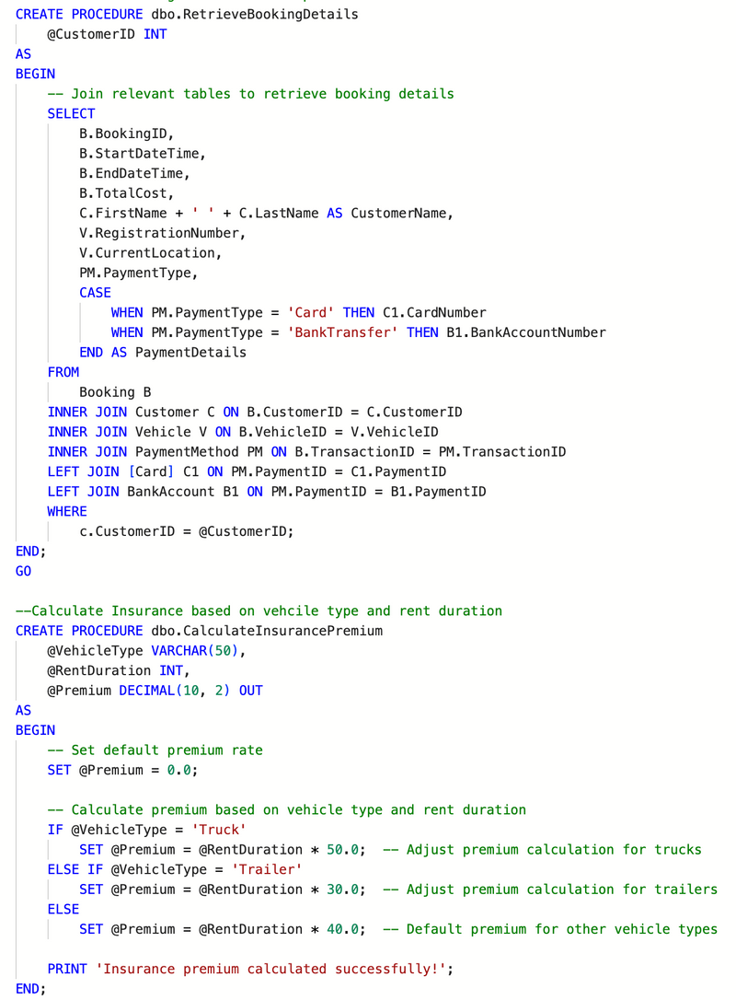 CREATE PROCEDURE dbo.RetrieveBookingDetails
    @CustomerID INT
AS
BEGIN
    -- Join relevant tables to retrieve booking details
    SELECT
        B.BookingID,
        B.StartDateTime,
        B.EndDateTime,
        B.TotalCost,
        C.FirstName + ' ' + C.LastName AS CustomerName,
        V.RegistrationNumber,
        V.CurrentLocation,
        PM.PaymentType,
        CASE
            WHEN PM.PaymentType = 'Card' THEN C1.CardNumber
            WHEN PM.PaymentType = 'BankTransfer' THEN B1.BankAccountNumber
        END AS PaymentDetails
    FROM
        Booking B
    INNER JOIN Customer C ON B.CustomerID = C.CustomerID
    INNER JOIN Vehicle V ON B.VehicleID = V.VehicleID
    INNER JOIN PaymentMethod PM ON B.TransactionID = PM.TransactionID
    LEFT JOIN [Card] C1 ON PM.PaymentID = C1.PaymentID
    LEFT JOIN BankAccount B1 ON PM.PaymentID = B1.PaymentID
    WHERE
        c.CustomerID = @CustomerID;
END;
GO

--Calculate Insurance based on vehcile type and rent duration
CREATE PROCEDURE dbo.CalculateInsurancePremium
    @VehicleType VARCHAR(50),
    @RentDuration INT,
    @Premium DECIMAL(10, 2) OUT
AS
BEGIN
    -- Set default premium rate
    SET @Premium = 0.0;

    -- Calculate premium based on vehicle type and rent duration
    IF @VehicleType = 'Truck'
        SET @Premium = @RentDuration * 50.0;  -- Adjust premium calculation for trucks
    ELSE IF @VehicleType = 'Trailer'
        SET @Premium = @RentDuration * 30.0;  -- Adjust premium calculation for trailers
    ELSE
        SET @Premium = @RentDuration * 40.0;  -- Default premium for other vehicle types

    PRINT 'Insurance premium calculated successfully!';
END;